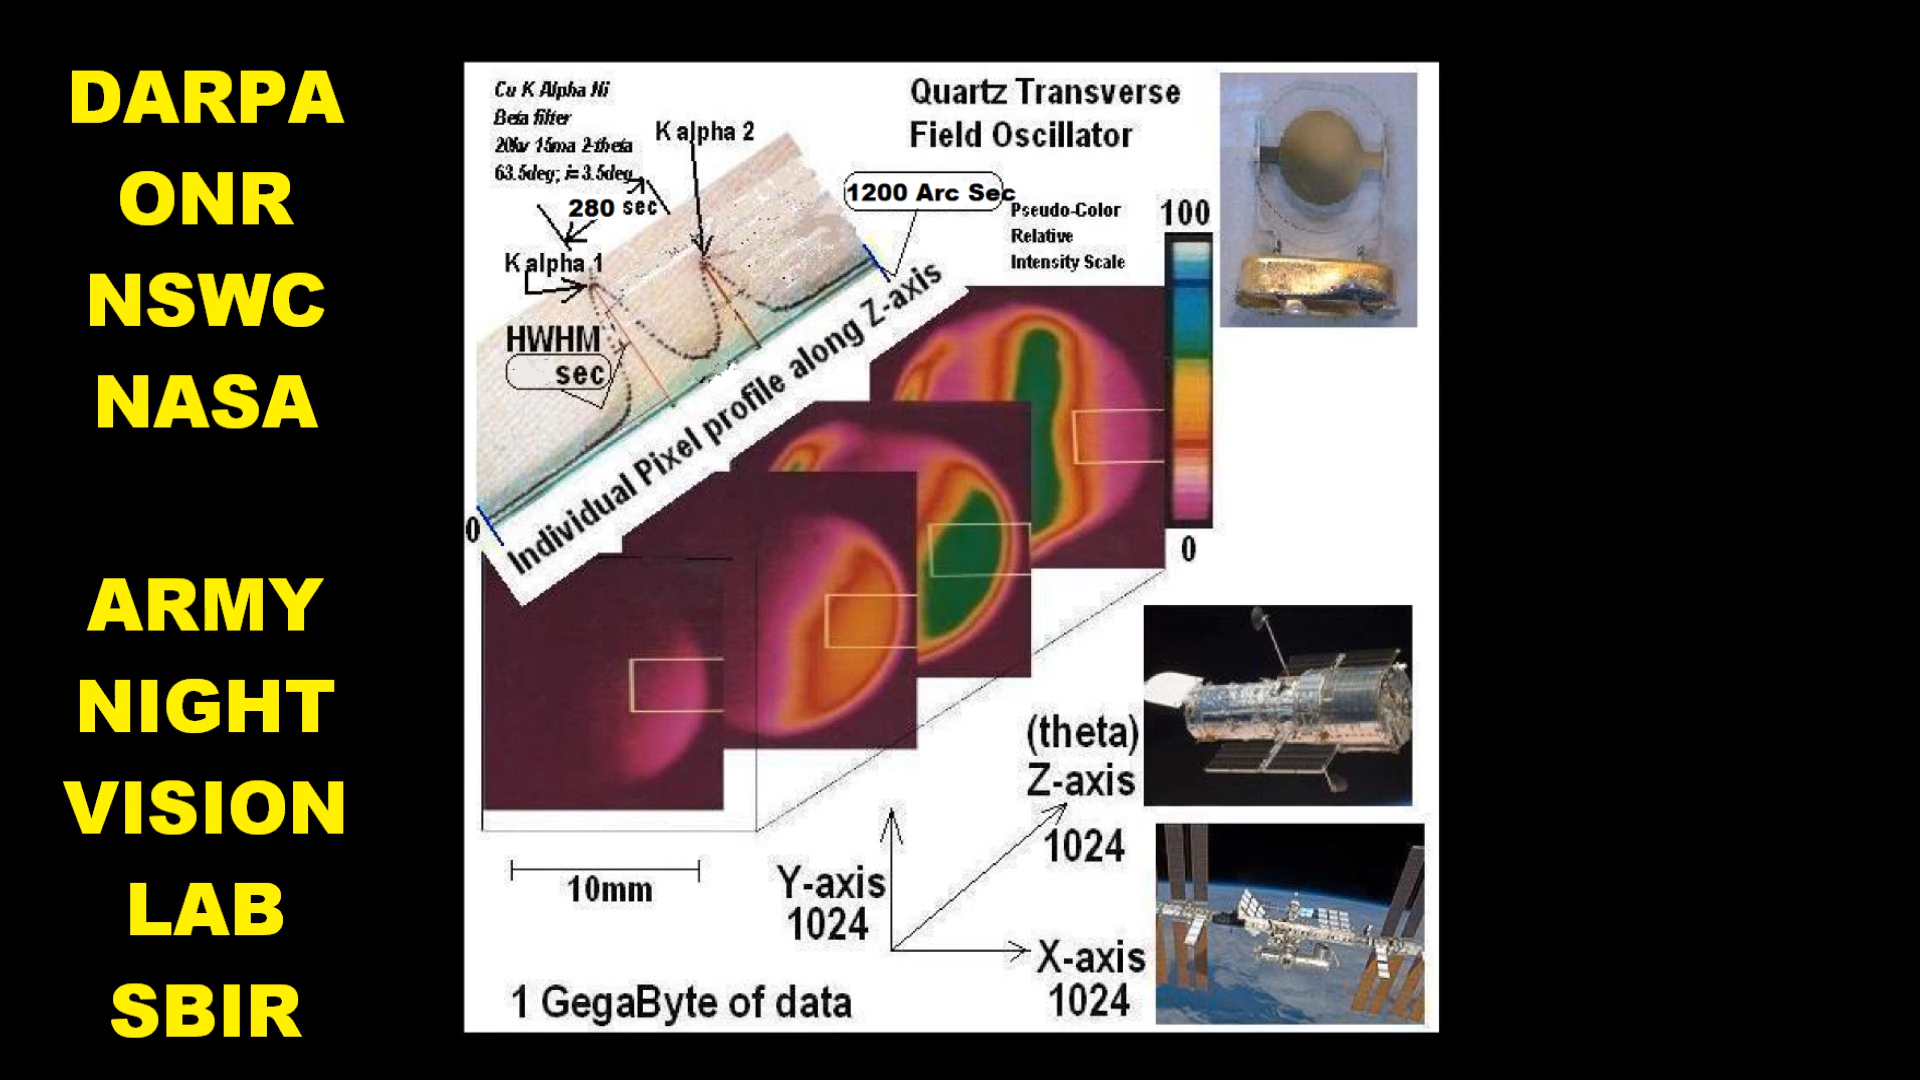 DARPA
ONR
NSWC
NASA
ARMY
NIGHT
VISION
LAB
SBIR
Cu K Alpha Ni
Beta filter
20kv 15ma 2-theta
63.5deg; i=3.5deg
K alpha 2
280 sec
K alpha 1
HWHM
sec
0
Individual Pixel profile along Z-axis
1200 Arc Sec
Quartz Transverse
Field Oscillator
Pseudo-Color
Relative
Intensity Scale
100
0
(theta)
Z-axis
1024
Y-axis
1024
X-axis
1024
10mm
1 GegaByte of data